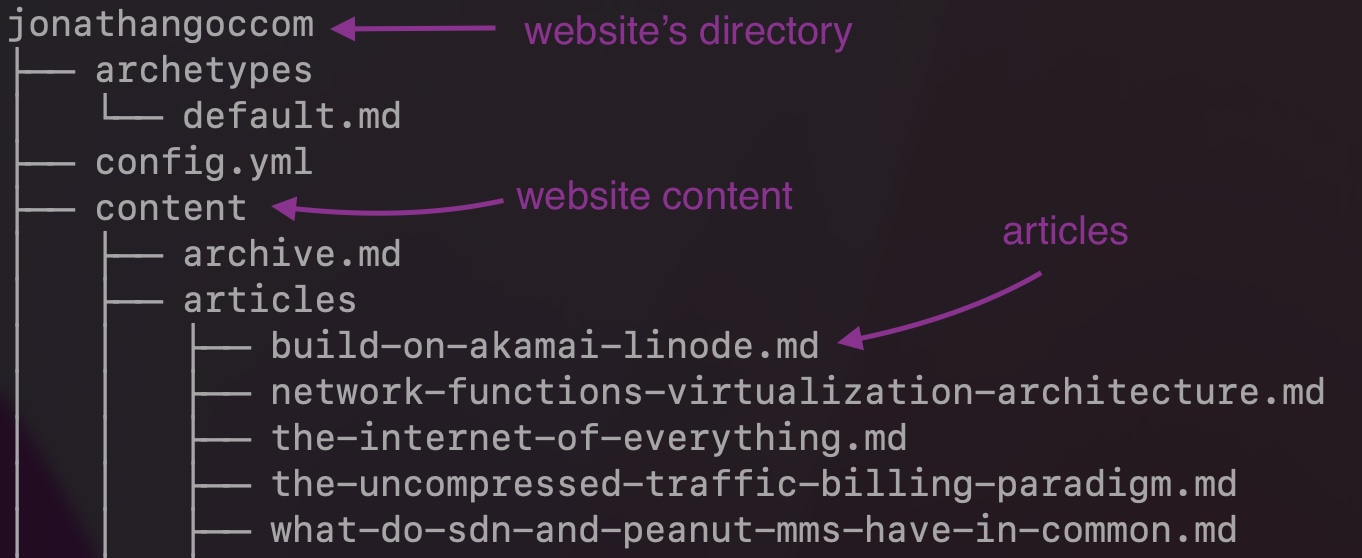 jonathangoccom website’s directory
├── archetypes
│   └── default.md
├── config.yml
├── content website content
│   ├── archive.md articles
│   ├── articles
│   │   ├── build-on-akamai-linode.md
│   │   ├── network-functions-virtualization-architecture.md
│   │   ├── the-internet-of-everything.md
│   │   ├── the-uncompressed-traffic-billing-paradigm.md
│   │   ├── what-do-sdn-and-peanut-mms-have-in-common.md